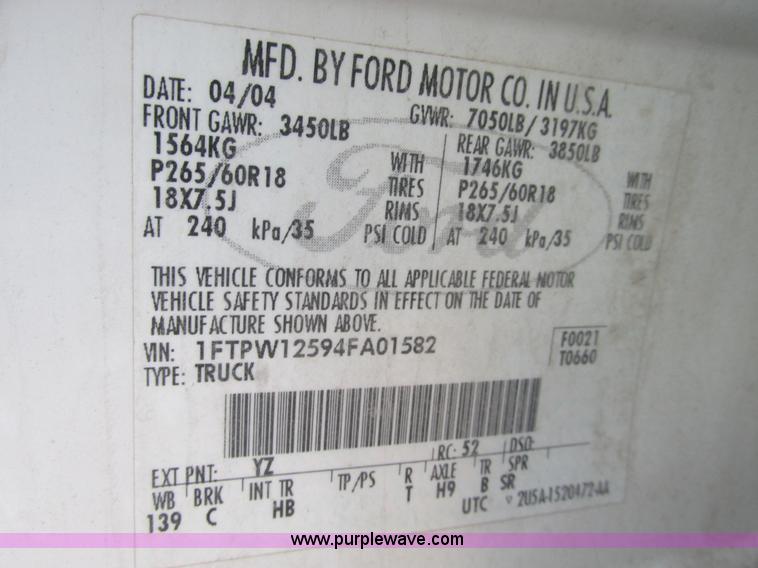 MFD. BY FORD MOTOR CO. IN U.S.A.
DATE: 04/04 GVWR: 7050LB/3197KG
FRONT GAWR: 3450LB REAR GAWR: 3850LB
1564KG WITH 1746KG WITH
P265/60R18 TIRES P265/60R18 TIRES
18X7.5J RIMS 18X7.5J RIMS
AT 240 kPa/35 PSI COLD AT 240 kPa/35 PSI COLD
Ford
THIS VEHICLE CONFORMS TO ALL APPLICABLE FEDERAL MOTOR
VEHICLE SAFETY STANDARDS IN EFFECT ON THE DATE OF
MANUFACTURE SHOWN ABOVE.
VIN: 1FTPW12594FA01582 F0021
TYPE: TRUCK T0660
EXT PNT: YZ RC: 52 DSO:
WB BRK INT TR TP/PS R AXLE TR SPR
139 C HB T H9 B SR
UTC 2U5A-1520472-AA
www.purplewave.com